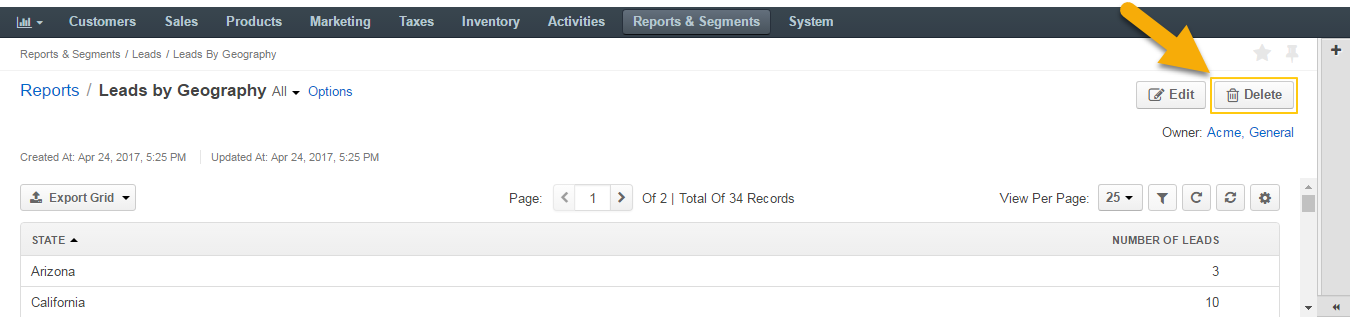 Customers Sales Products Marketing Taxes Inventory Activities Reports & Segments System
Reports & Segments / Leads / Leads By Geography
Reports / Leads by Geography All Options
Edit Delete
Owner: Acme, General
Created At: Apr 24, 2017, 5:25 PM Updated At: Apr 24, 2017, 5:25 PM
Export Grid Page: 1 Of 2 | Total Of 34 Records View Per Page: 25
STATE NUMBER OF LEADS
Arizona 3
California 10